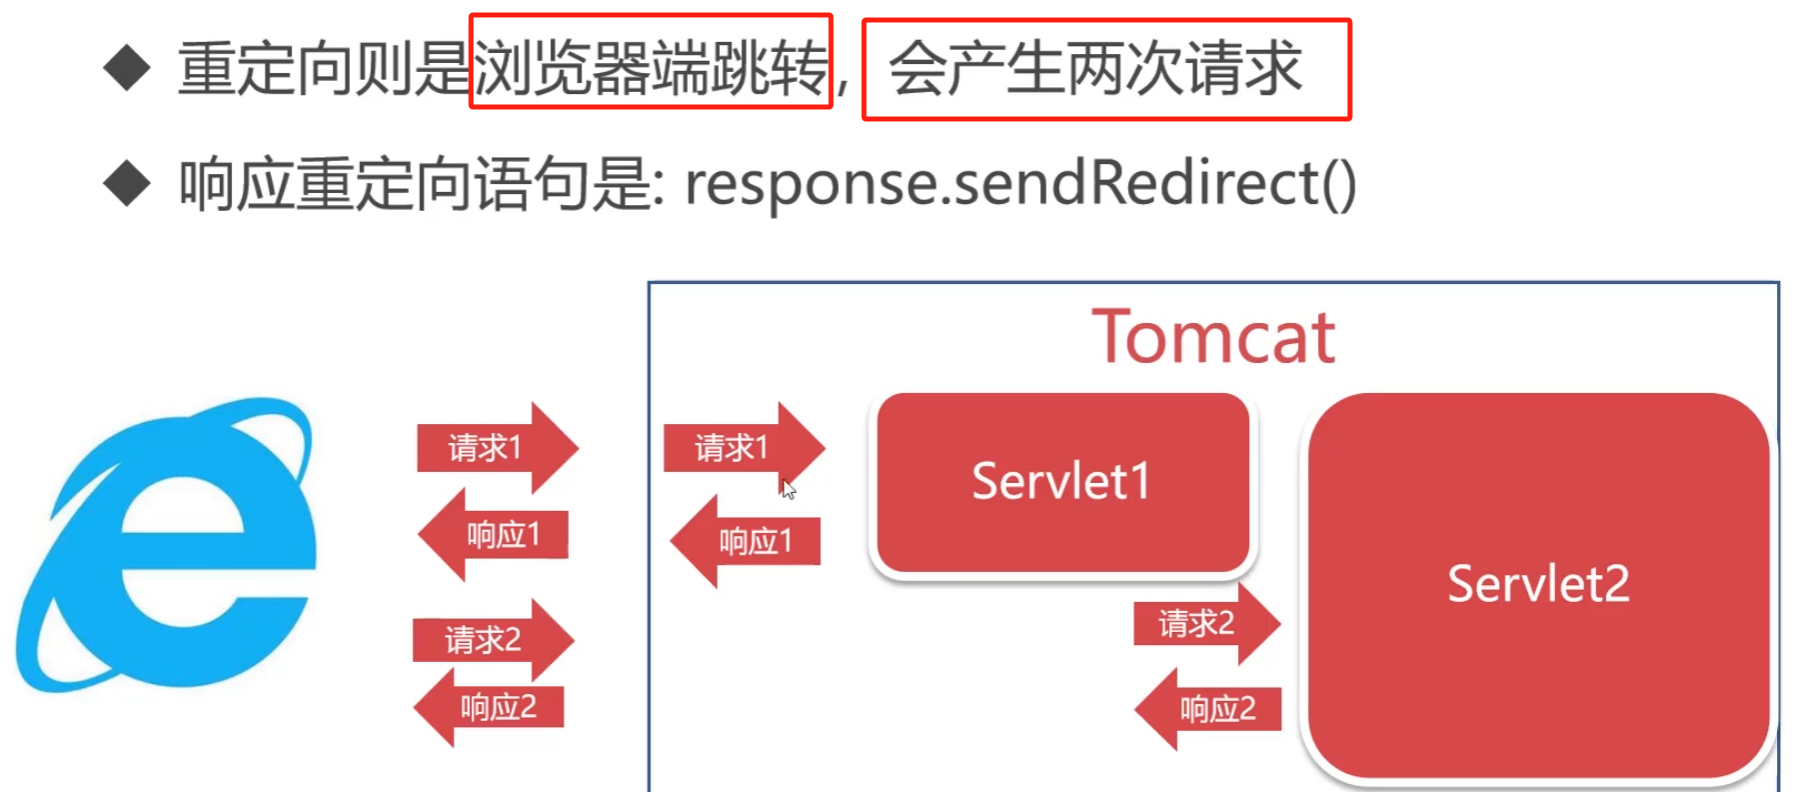 重定向则是浏览器端跳转, 会产生两次请求
响应重定向语句是: response.sendRedirect()
Tomcat
请求1
请求1
Servlet1
响应1
响应1
Servlet2
请求2
请求2
响应2
响应2